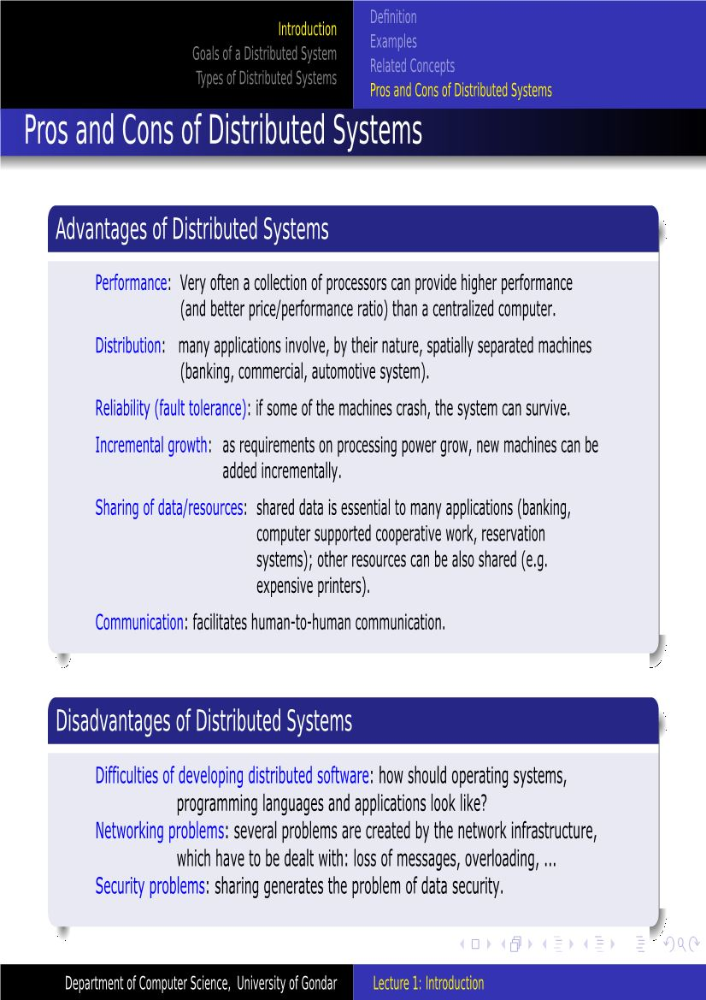 Introduction
Goals of a Distributed System
Types of Distributed Systems
Definition
Examples
Related Concepts
Pros and Cons of Distributed Systems
Pros and Cons of Distributed Systems
Advantages of Distributed Systems
Performance: Very often a collection of processors can provide higher performance
(and better price/performance ratio) than a centralized computer.
Distribution: many applications involve, by their nature, spatially separated machines
(banking, commercial, automotive system).
Reliability (fault tolerance): if some of the machines crash, the system can survive.
Incremental growth: as requirements on processing power grow, new machines can be
added incrementally.
Sharing of data/resources: shared data is essential to many applications (banking,
computer supported cooperative work, reservation
systems); other resources can be also shared (e.g.
expensive printers).
Communication: facilitates human-to-human communication.
Disadvantages of Distributed Systems
Difficulties of developing distributed software: how should operating systems,
programming languages and applications look like?
Networking problems: several problems are created by the network infrastructure,
which have to be dealt with: loss of messages, overloading, ...
Security problems: sharing generates the problem of data security.
Department of Computer Science, University of Gondar
Lecture 1: Introduction